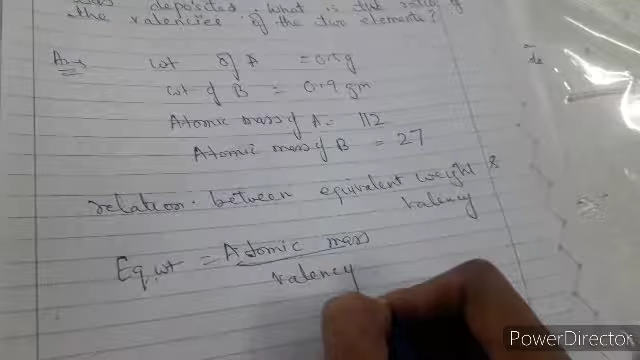 deposited. what is the ratio of
the valencies of the two elements?
Ans
wt of A =
wt of B = 0.9 gm
Atomic mass of A = 112
Atomic mass of B = 27
relation between equivalent weight &
valency
Eq.wt = Atomic mass
valency
de
PowerDirector